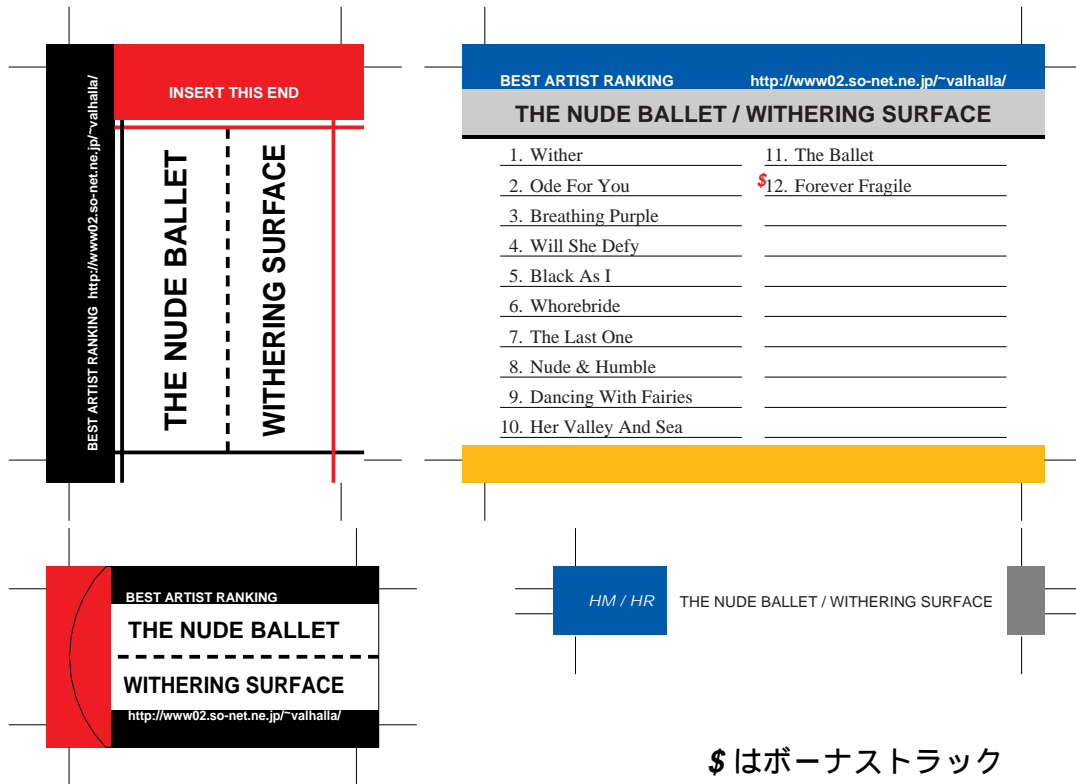 BEST ARTIST RANKING http://www02.so-net.ne.jp/~valhalla/
INSERT THIS END
THE NUDE BALLET
WITHERING SURFACE
BEST ARTIST RANKING http://www02.so-net.ne.jp/~valhalla/
THE NUDE BALLET / WITHERING SURFACE
1. Wither
2. Ode For You
3. Breathing Purple
4. Will She Defy
5. Black As I
6. Whorebride
7. The Last One
8. Nude & Humble
9. Dancing With Fairies
10. Her Valley And Sea
11. The Ballet
$12. Forever Fragile
BEST ARTIST RANKING
THE NUDE BALLET
WITHERING SURFACE
http://www02.so-net.ne.jp/~valhalla/
HM / HR THE NUDE BALLET / WITHERING SURFACE
$ はボーナストラック